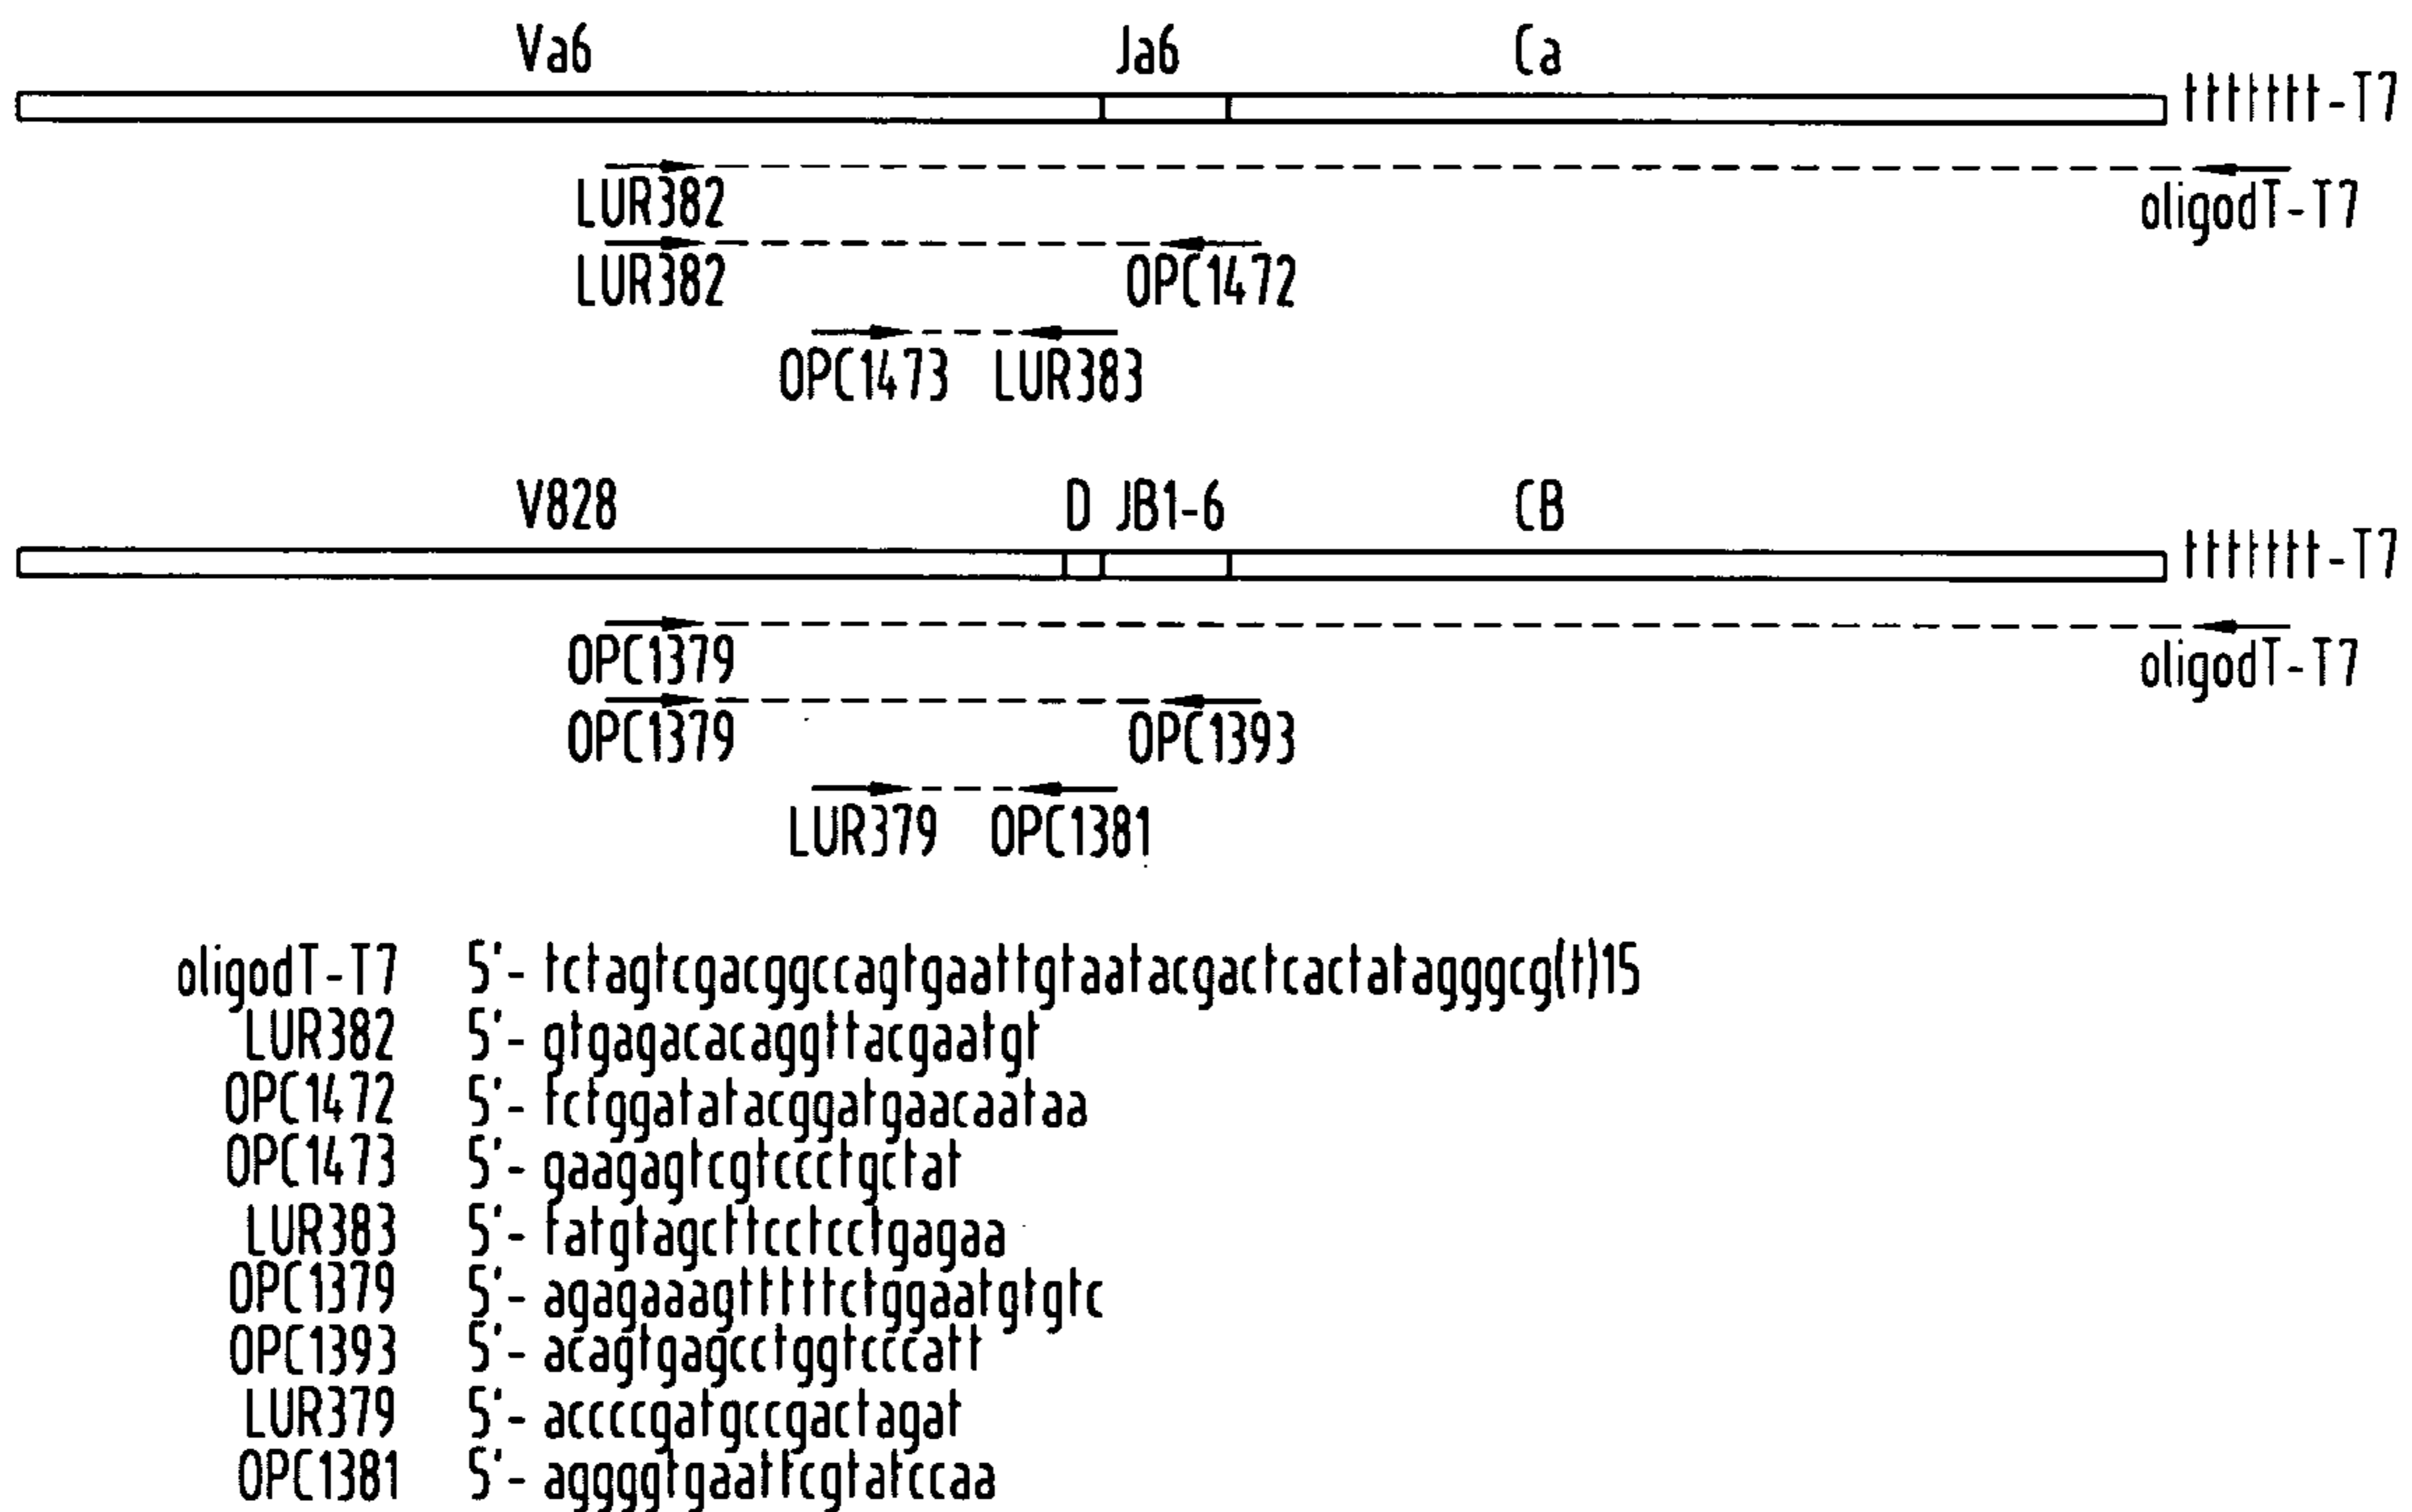 Va6 Ja6 Ca
ttttttt-T7
LUR382 oligodT-T7
LUR382 OPC1472
OPC1473 LUR383
V828 D JB1-6 CB
ttttttt-T7
OPC1379 oligodT-T7
OPC1379 OPC1393
LUR379 OPC1381
oligodT-T7 5'- tctagtcgacggccagtgaattgtaatacgactcactatagggcg(t)15
LUR382 5'- gtgagacacaggttacgaatgt
OPC1472 5'- tctggatatacggatgaacaataa
OPC1473 5'- gaagagtcgtccctgctat
LUR383 5'- tatgtagcttcctcctgagaa
OPC1379 5'- agagaaagtttttctggaatgtgtc
OPC1393 5'- acagtgagcctggtcccatt
LUR379 5'- accccgatgccgactagat
OPC1381 5'- aggggtgaattcgtatccaa